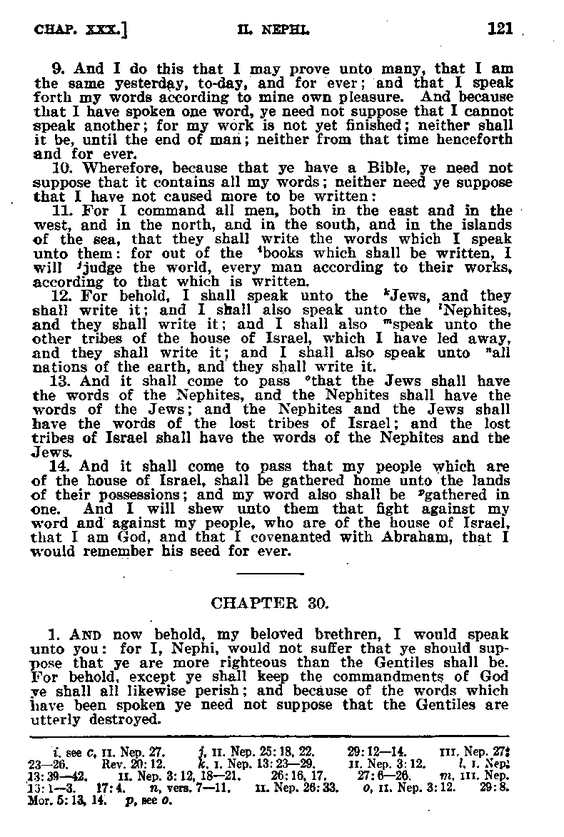 CHAP. XXX.] II. NEPHI. 121
9. And I do this that I may prove unto many, that I am
the same yesterday, to-day, and for ever; and that I speak
forth my words according to mine own pleasure. And because
that I have spoken one word, ye need not suppose that I cannot
speak another; for my work is not yet finished; neither shall
it be, until the end of man; neither from that time henceforth
and for ever.
10. Wherefore, because that ye have a Bible, ye need not
suppose that it contains all my words; neither need ye suppose
that I have not caused more to be written:
11. For I command all men, both in the east and in the
west, and in the north, and in the south, and in the islands
of the sea, that they shall write the words which I speak
unto them: for out of the ⁱbooks which shall be written, I
will ʲjudge the world, every man according to their works,
according to that which is written.
12. For behold, I shall speak unto the ᵏJews, and they
shall write it; and I shall also speak unto the ˡNephites,
and they shall write it; and I shall also ᵐspeak unto the
other tribes of the house of Israel, which I have led away,
and they shall write it; and I shall also speak unto ⁿall
nations of the earth, and they shall write it.
13. And it shall come to pass ᵒthat the Jews shall have
the words of the Nephites, and the Nephites shall have the
words of the Jews; and the Nephites and the Jews shall
have the words of the lost tribes of Israel; and the lost
tribes of Israel shall have the words of the Nephites and the
Jews.
14. And it shall come to pass that my people which are
of the house of Israel, shall be gathered home unto the lands
of their possessions; and my word also shall be ᵖgathered in
one. And I will shew unto them that fight against my
word and against my people, who are of the house of Israel,
that I am God, and that I covenanted with Abraham, that I
would remember his seed for ever.
CHAPTER 30.
1. AND now behold, my beloved brethren, I would speak
unto you: for I, Nephi, would not suffer that ye should sup-
pose that ye are more righteous than the Gentiles shall be.
For behold, except ye shall keep the commandments of God
ye shall all likewise perish; and because of the words which
have been spoken ye need not suppose that the Gentiles are
utterly destroyed.
i, see c, II. Nep. 27. j, II. Nep. 25:18, 22. 29:12—14. III. Nep. 27:
23—26. Rev. 20:12. k, I. Nep. 13:23—29. II. Nep. 3:12. l, I. Nep.
13:39—42. II. Nep. 3:12, 18—21. 26:16, 17. 27:6—26. m, III. Nep.
15:1—3. 17:4. n, vers. 7—11. II. Nep. 26:33. o, II. Nep. 3:12. 29:8.
Mor. 5:13, 14. p, see o.